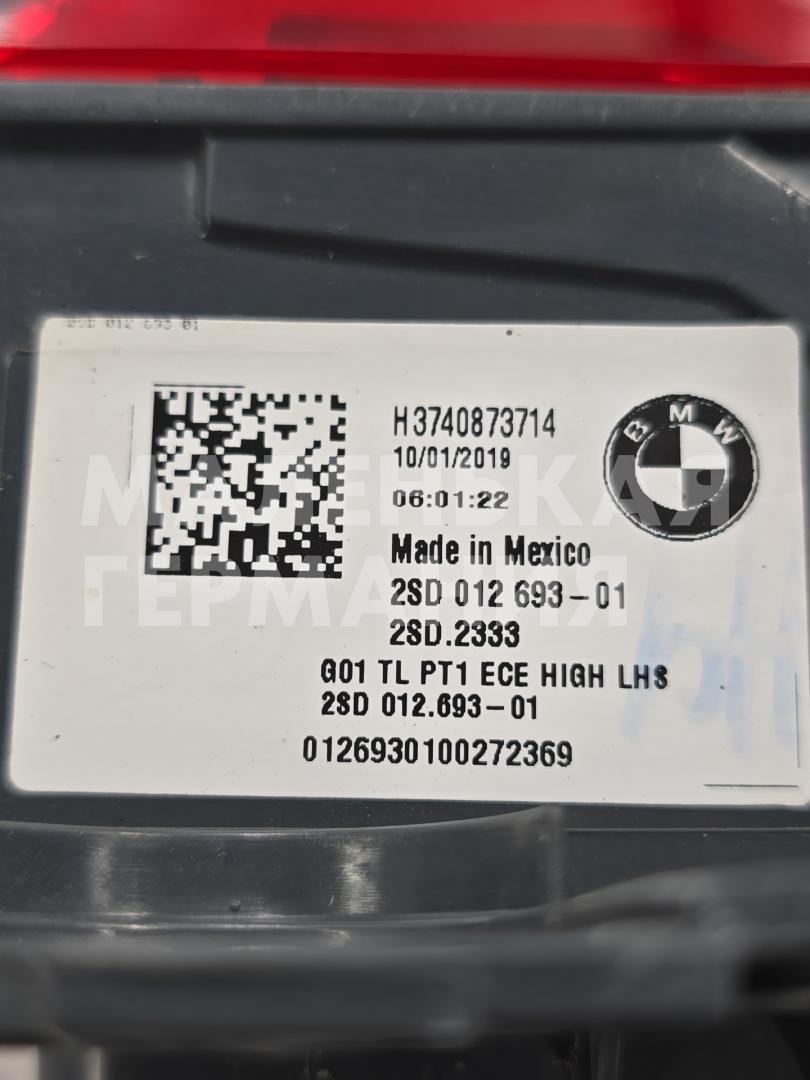 2SD 012 693 01
H3740873714
10/01/2019
06:01:22
BMW
Made in Mexico
2SD 012 693-01
2SD.2333
G01 TL PT1 ECE HIGH LHS
2SD 012.693-01
0126930100272369
МАЛЕНЬКАЯ
ГЕРМАНИЯ